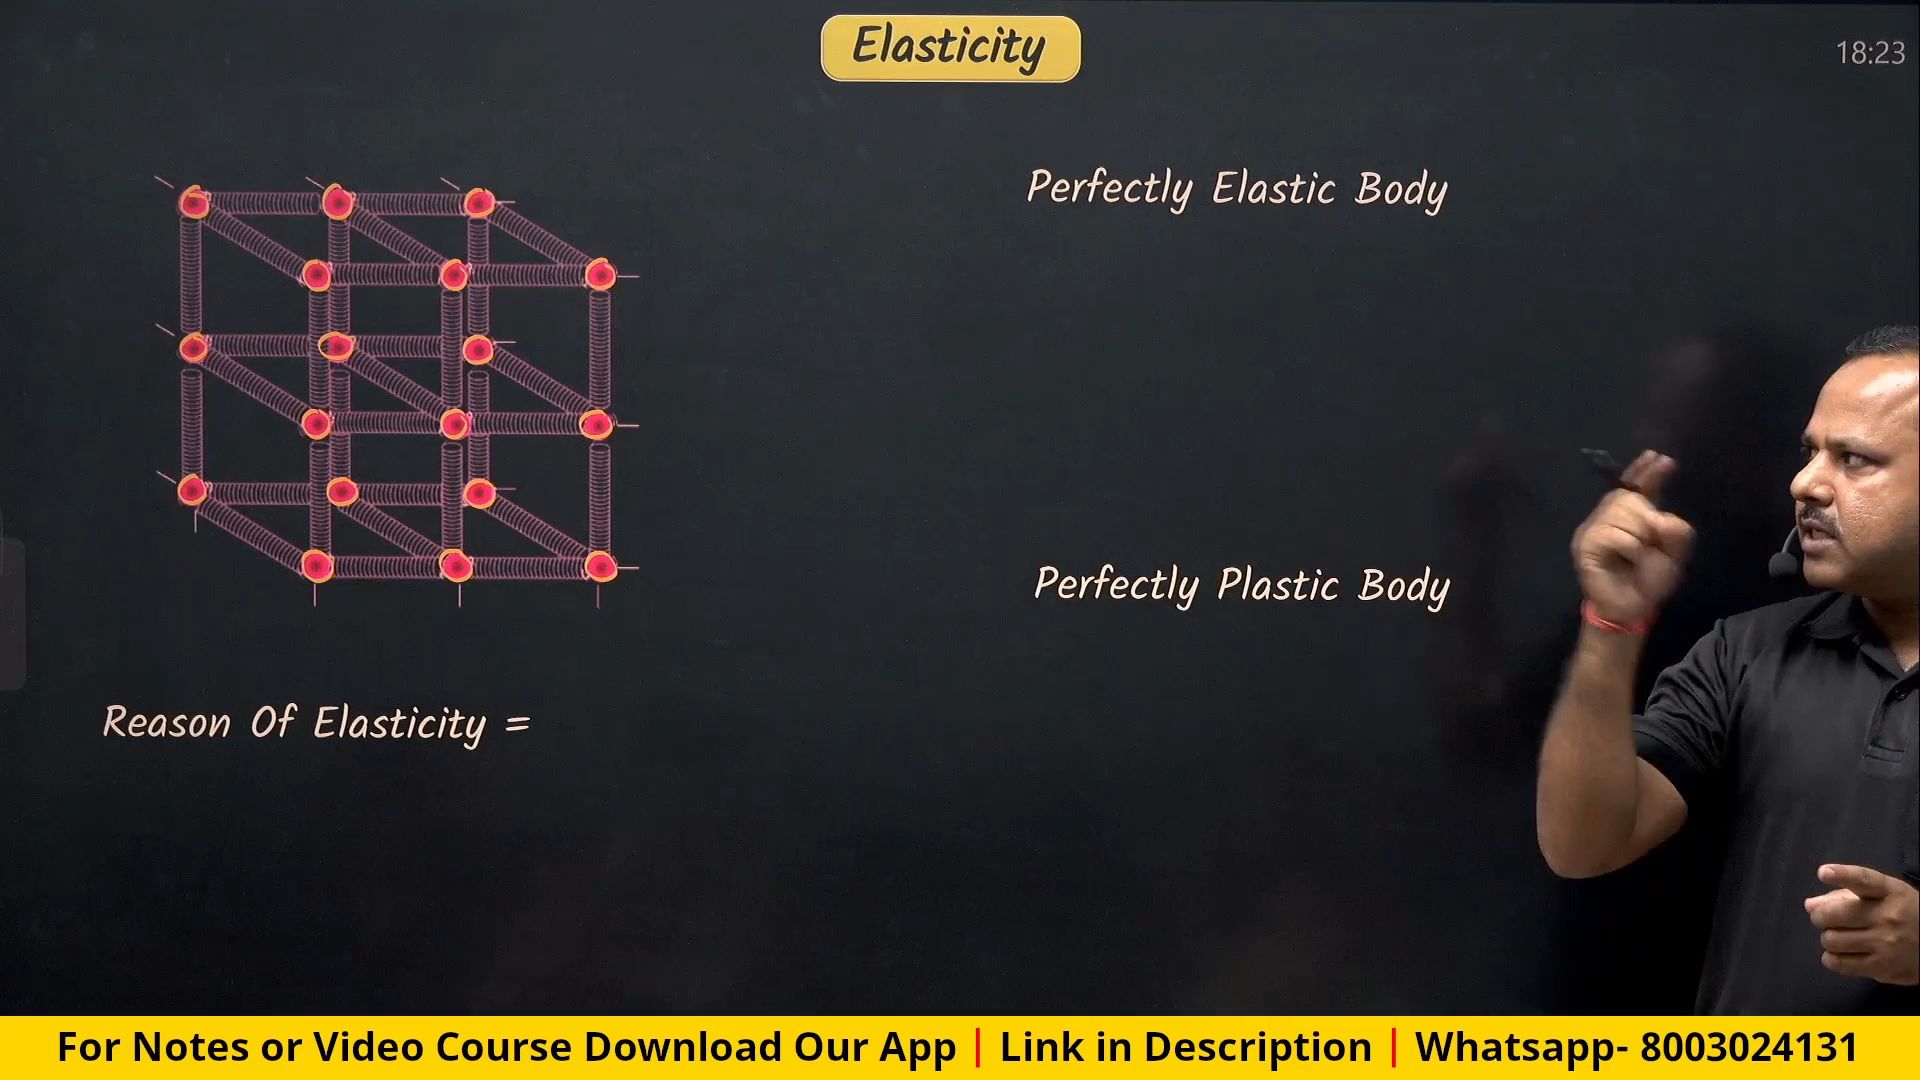 Elasticity
18:23
Perfectly Elastic Body
Perfectly Plastic Body
Reason Of Elasticity =
For Notes or Video Course Download Our App | Link in Description | Whatsapp- 8003024131